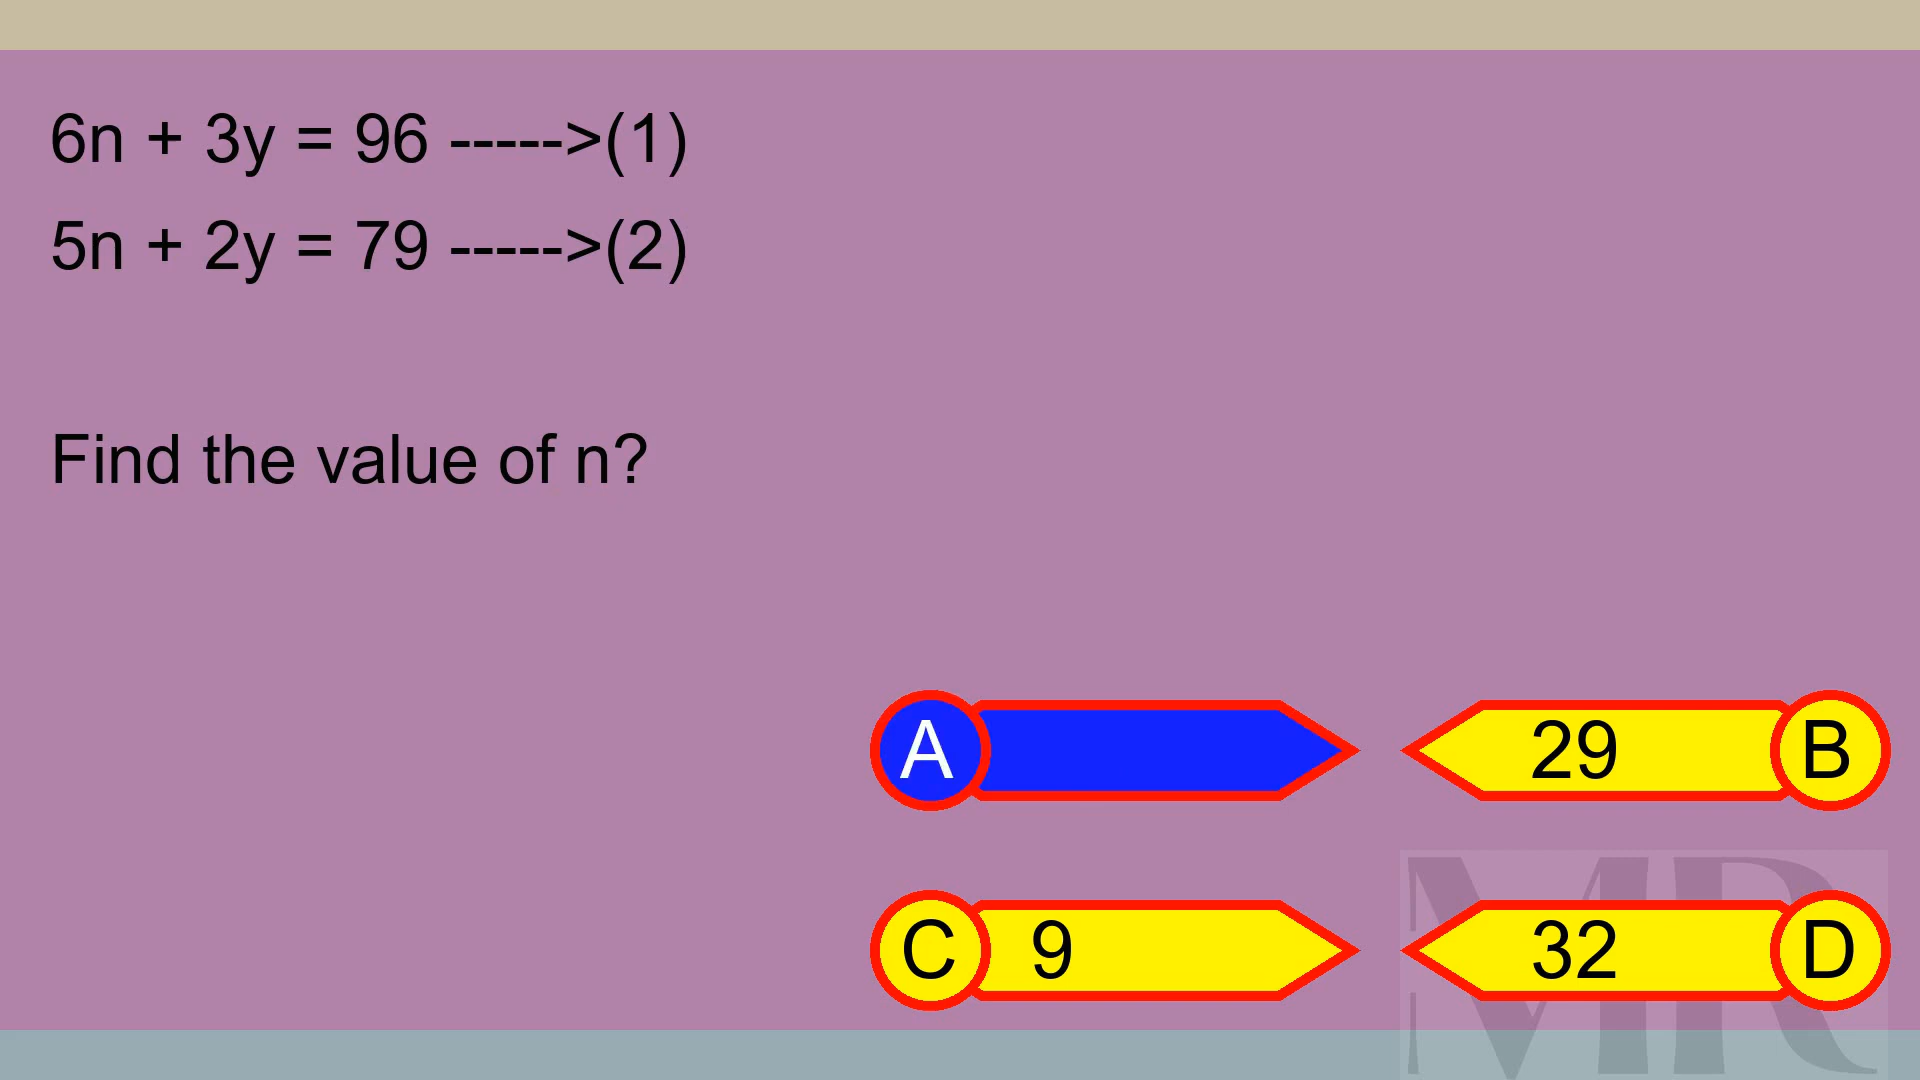 6n + 3y = 96 ----->(1)
5n + 2y = 79 ----->(2)
Find the value of n?
A
29 B
C 9
32 D
MR